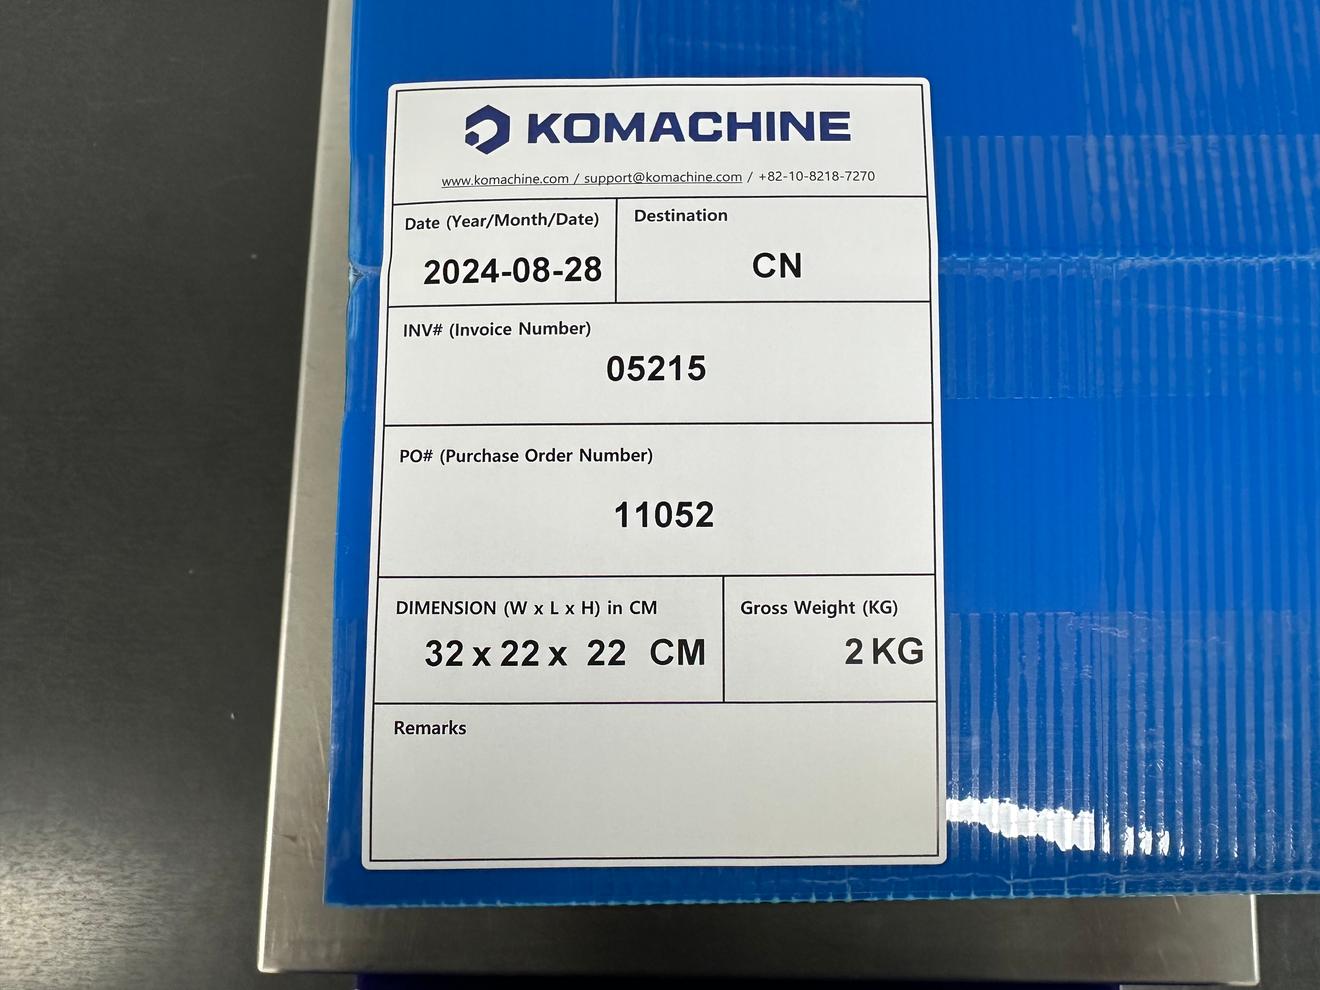 KOMACHINE
www.komachine.com / support@komachine.com / +82-10-8218-7270
Date (Year/Month/Date)
2024-08-28
Destination
CN
INV# (Invoice Number)
05215
PO# (Purchase Order Number)
11052
DIMENSION (W x L x H) in CM
32 x 22 x 22 CM
Gross Weight (KG)
2 KG
Remarks